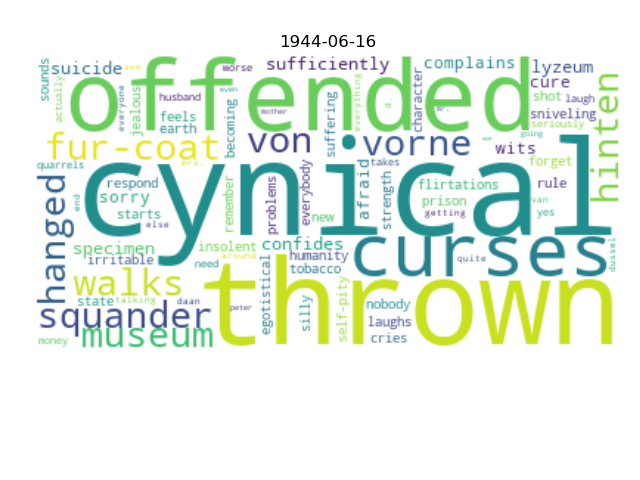 1944-06-16
offended
cynical
thrown
curses
fur-coat
von
vorne
hinten
hanged
walks
squander
museum
suicide
sufficiently
complains
lyzeum
cure
shot
laugh
sniveling
seriously
going
wits
forget
rule
yes
van
sounds
actually
see
everyone
jealous
worse
husband
even
feels
earth
becoming
mother
suffering
everything
d.
character
mr.
quarrels
mrs.
respond
sorry
starts
else
end
remember
problems
everybody
new
afraid
takes
strength
flirtations
prison
getting
specimen
irritable
insolent
confides
need
around
humanity
tobacco
egotistical
silly
self-pity
quite
nobody
laughs
cries
dussel
state
talking
daan
peter
money